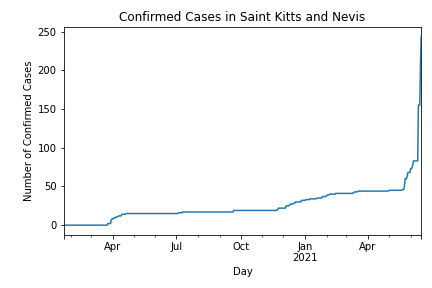 Confirmed Cases in Saint Kitts and Nevis
Number of Confirmed Cases
250
200
150
100
50
0
Apr
Jul
Oct
Jan
2021
Apr
Day